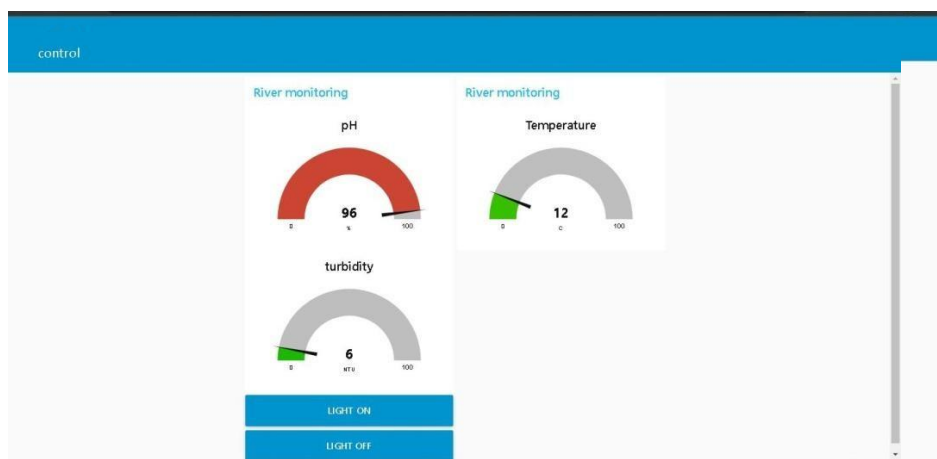 control
River monitoring
pH
96
%
0
100
turbidity
6
NTU
0
100
LIGHT ON
LIGHT OFF
River monitoring
Temperature
12
C
0
100